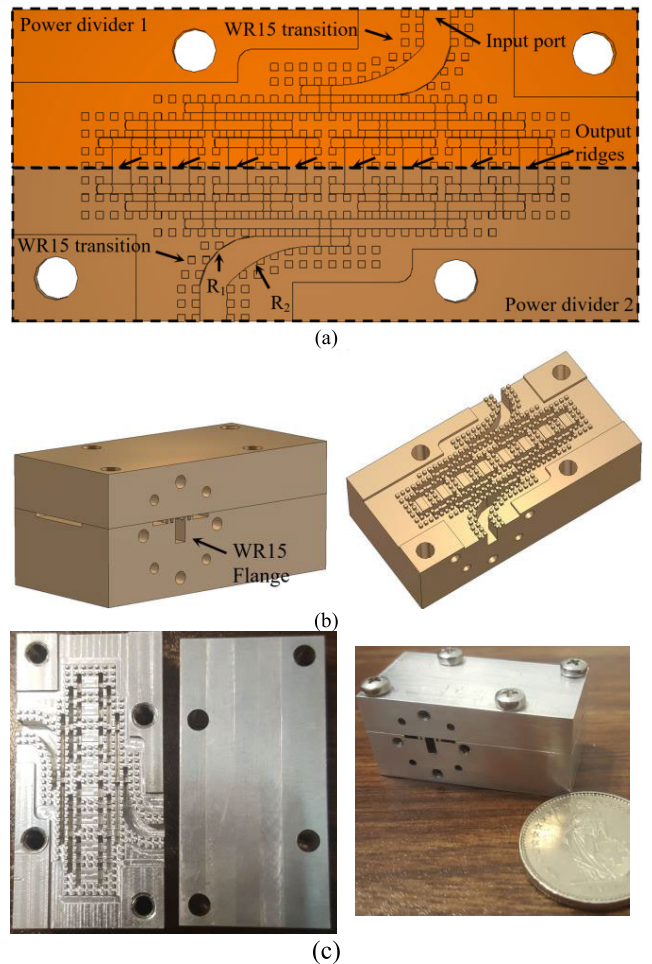 Power divider 1
WR15 transition
Input port
Output
ridges
WR15 transition
R1
R2
Power divider 2
(a)
WR15
Flange
(b)
(c)